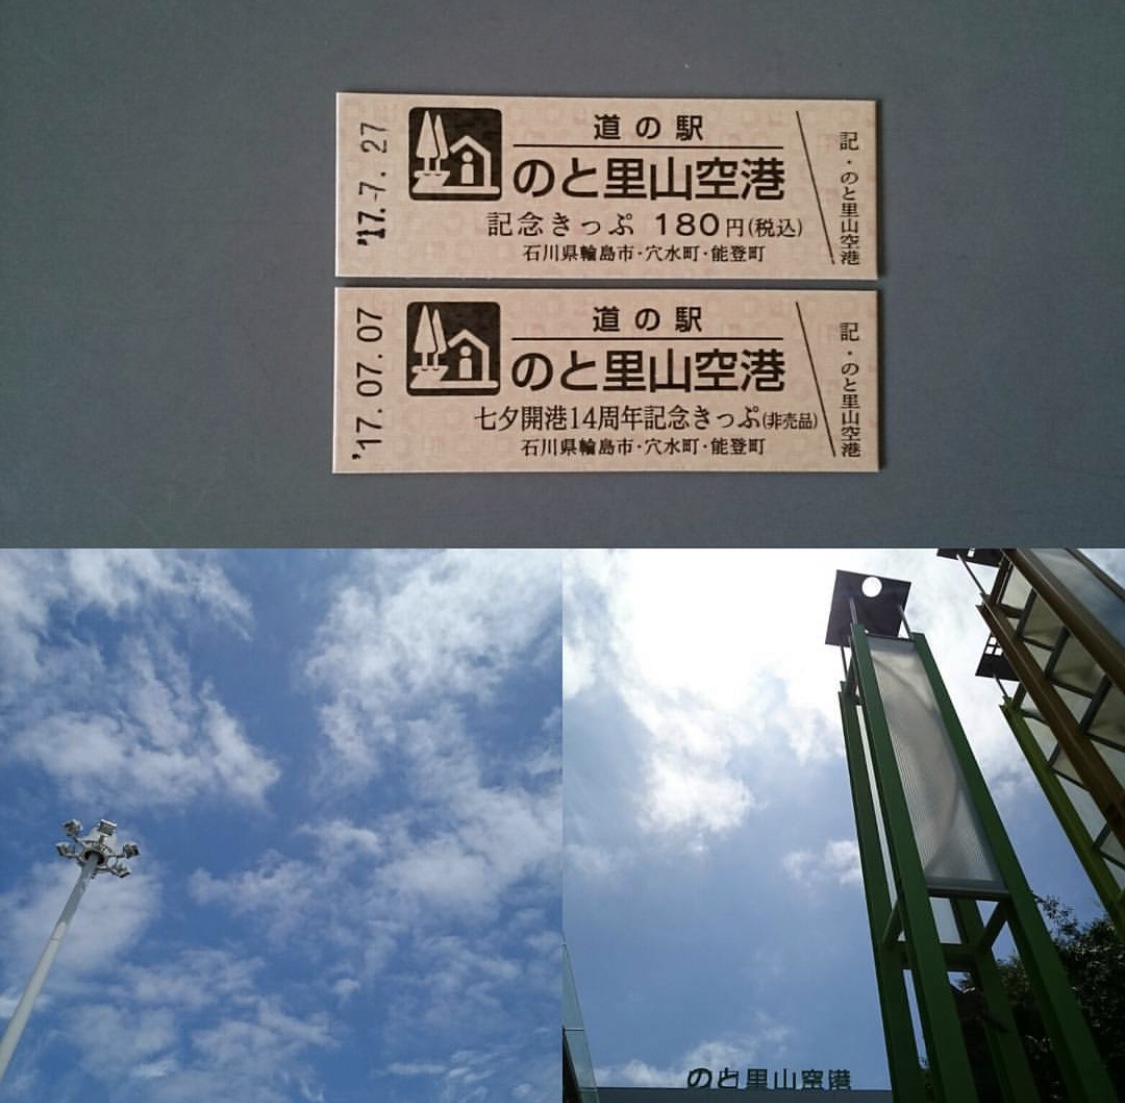 '17.-7.27
道の駅
のと里山空港
記念きっぷ 180円(税込)
石川県輪島市・穴水町・能登町
記・のと里山空港
'17.07.07
道の駅
のと里山空港
七夕開港14周年記念きっぷ(非売品)
石川県輪島市・穴水町・能登町
記・のと里山空港
のと里山空港